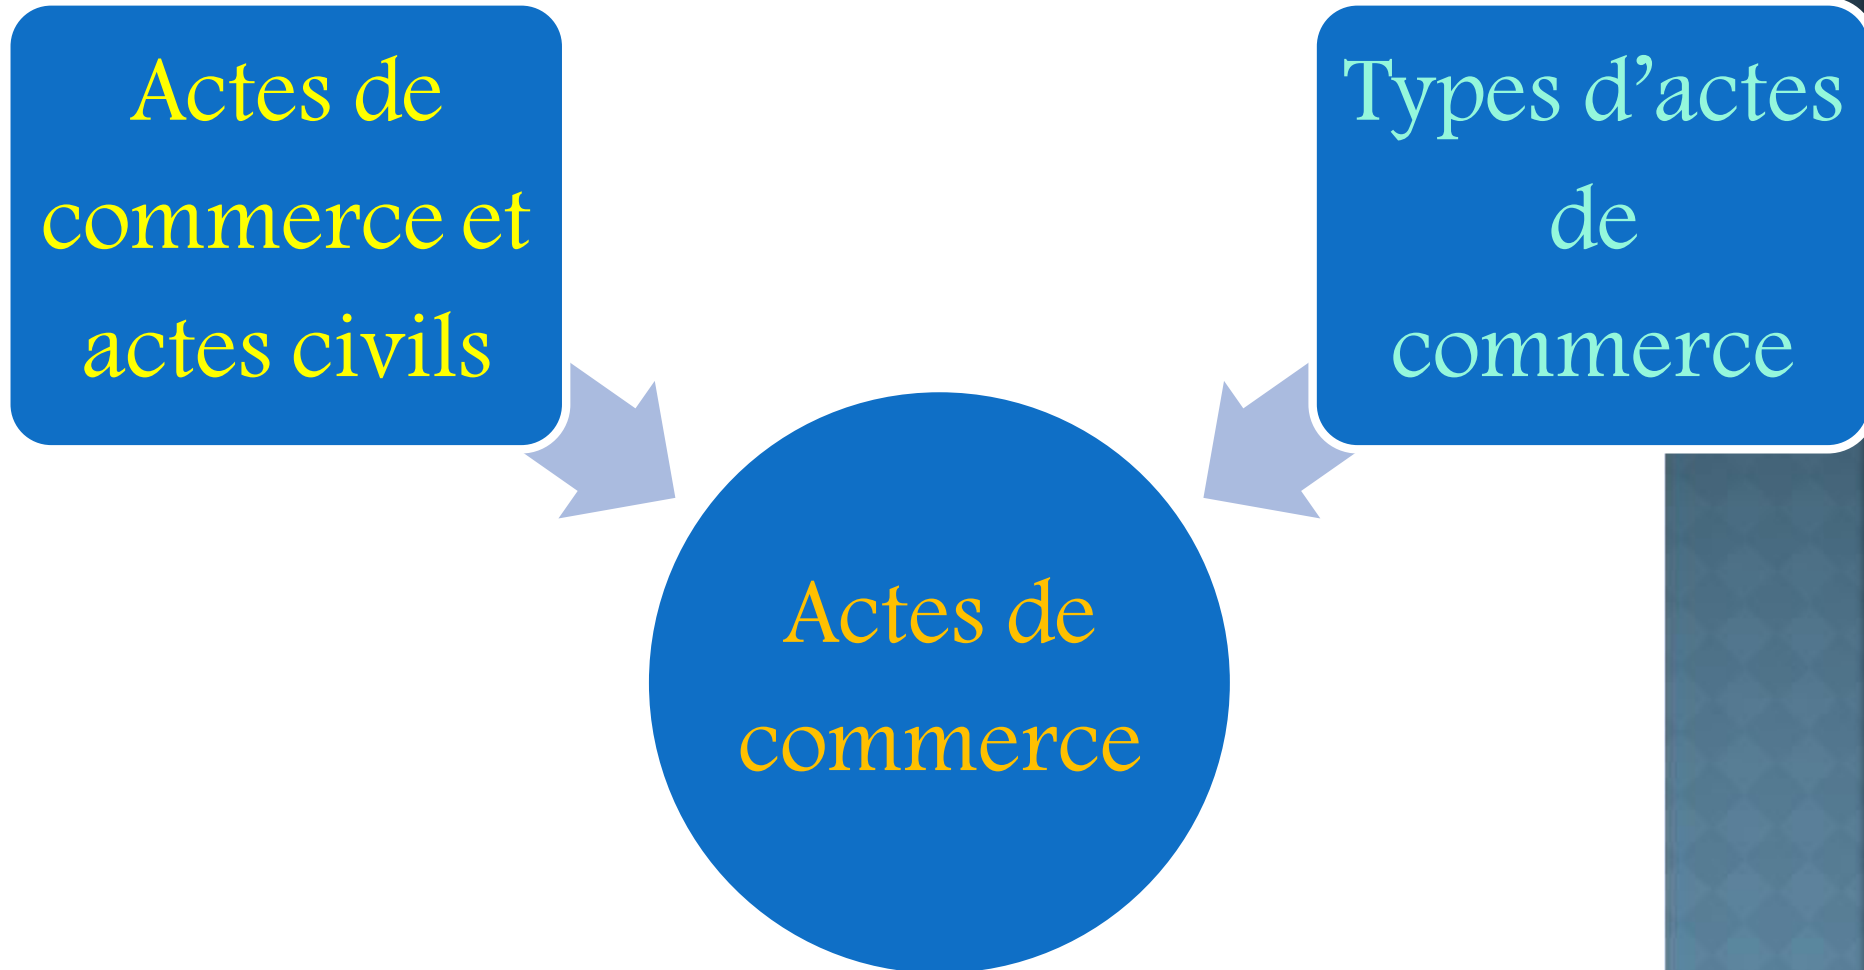 Actes de
commerce et
actes civils
Types d’actes
de
commerce
Actes de
commerce